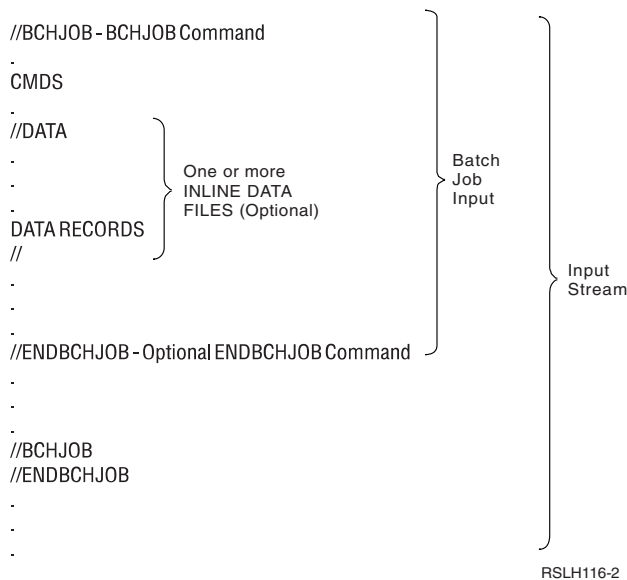 //BCHJOB - BCHJOB Command
.
CMDS
.
//DATA
.
.
.
DATA RECORDS
//
.
.
.
//ENDBCHJOB - Optional ENDBCHJOB Command
.
.
.
//BCHJOB
//ENDBCHJOB
.
.
.
One or more
INLINE DATA
FILES (Optional)
Batch
Job
Input
Input
Stream
RSLH116-2